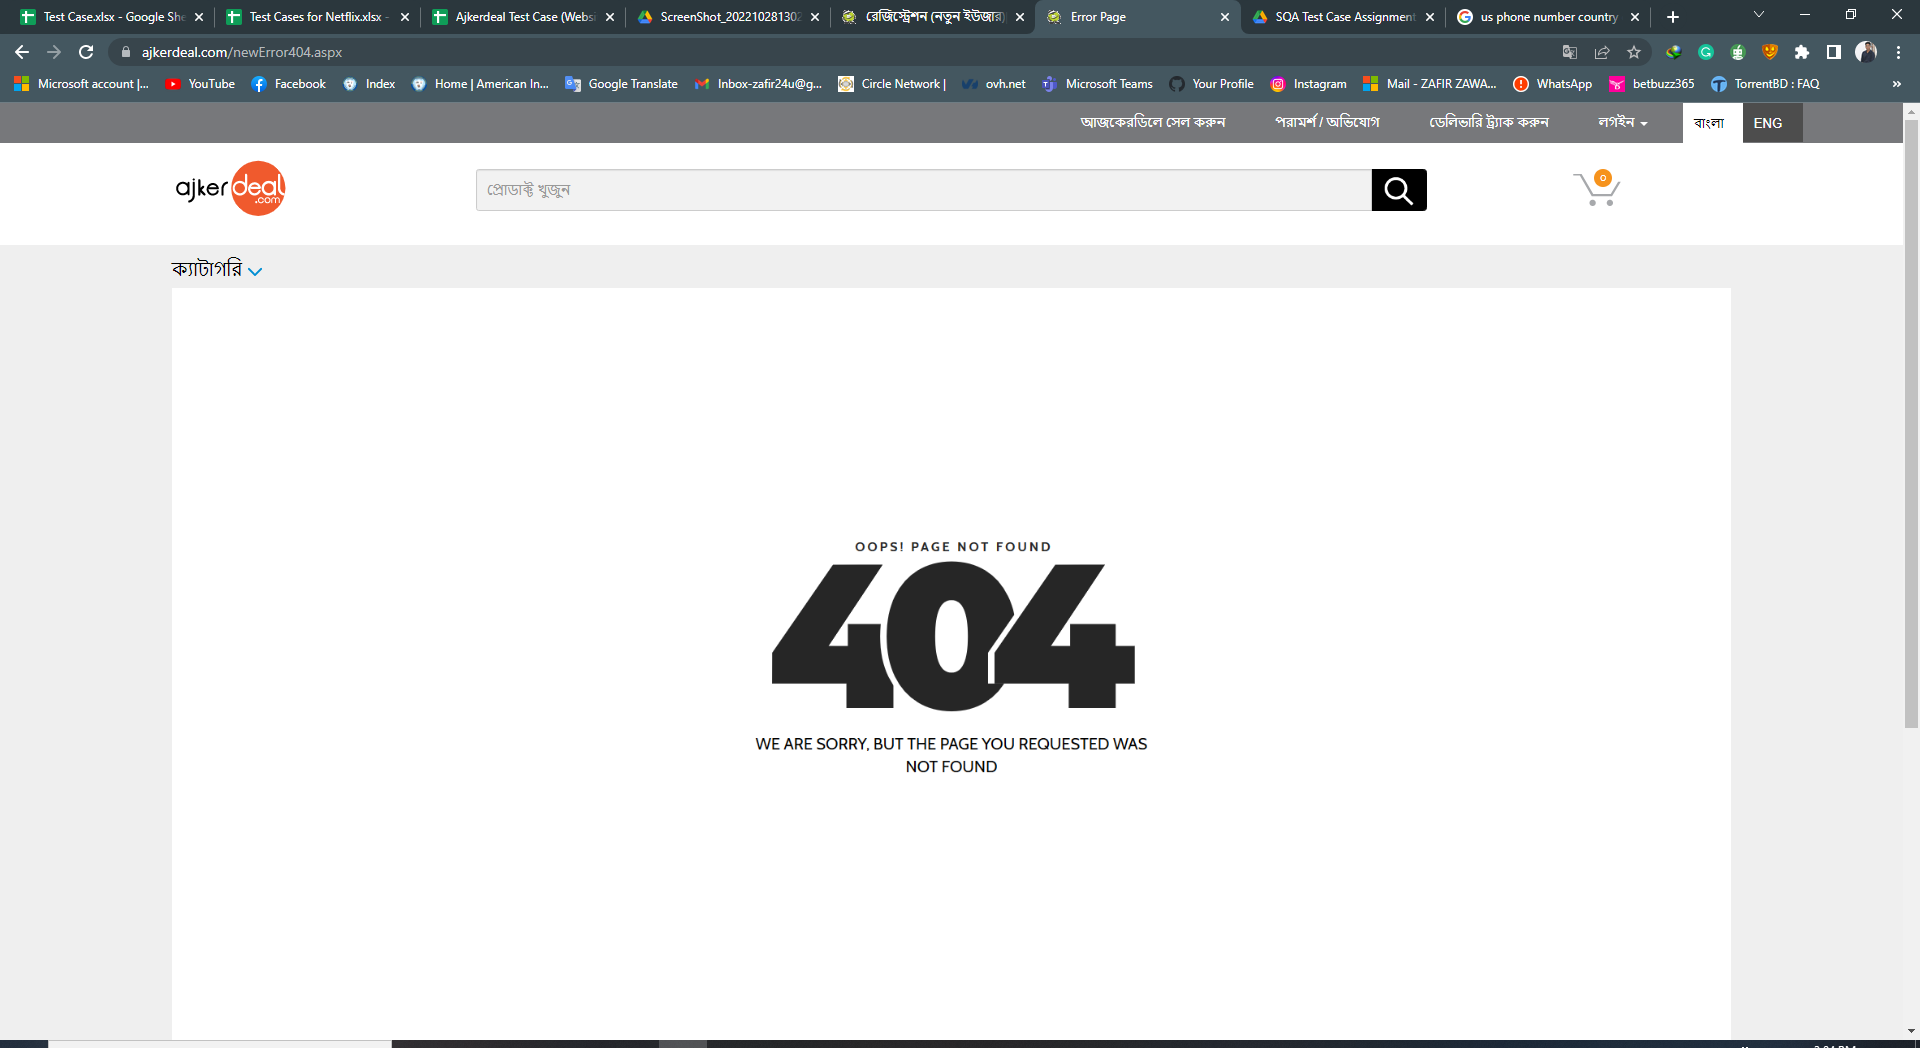 Test Case.xlsx - Google She
Test Cases for Netflix.xlsx -
Ajkerdeal Test Case (Websi
ScreenShot_20221028130
রেজিস্ট্রেশন (নতুন ইউজার)
Error Page
SQA Test Case Assignment
us phone number country
ajkerdeal.com/newError404.aspx
Microsoft account |...
YouTube
Facebook
Index
Home | American In...
Google Translate
Inbox-zafir24u@g...
Circle Network |
ovh.net
Microsoft Teams
Your Profile
Instagram
Mail - ZAFIR ZAWA...
WhatsApp
betbuzz365
TorrentBD : FAQ
»
আজকেরডিলে সেল করুন
পরামর্শ / অভিযোগ
ডেলিভারি ট্র্যাক করুন
লগইন
বাংলা
ENG
ajkerdeal
.com
প্রোডাক্ট খুজুন
0
ক্যাটাগরি
OOPS! PAGE NOT FOUND
404
WE ARE SORRY, BUT THE PAGE YOU REQUESTED WAS
NOT FOUND